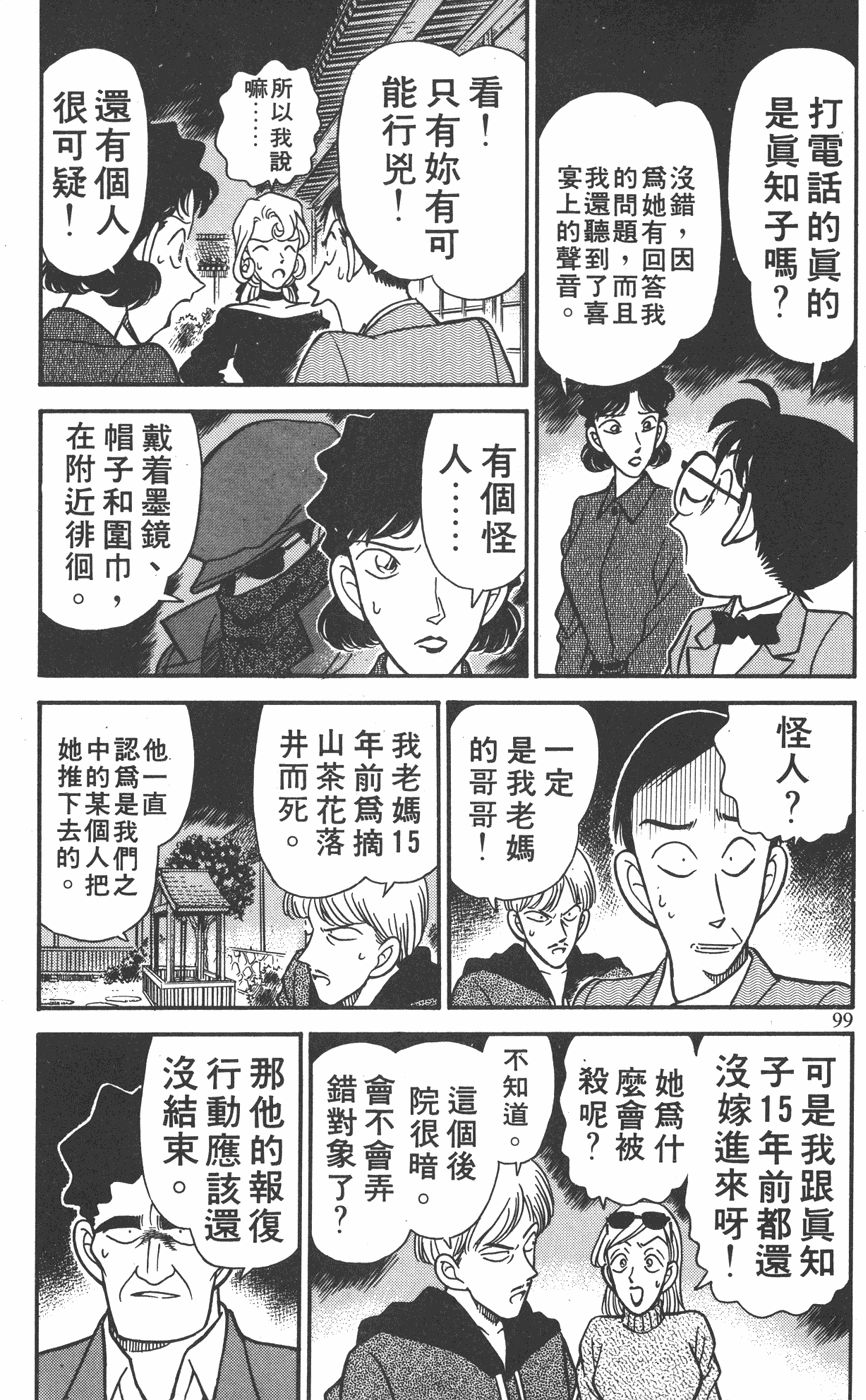 打電話的眞的
是眞知子嗎？
沒錯，因
爲她有回答我
的問題，而且
我還聽到了喜
宴上的聲音。
看！
只有妳有可
能行兇！
所以我說
嘛……
還有個人
很可疑！
有個怪
人……
戴着墨鏡、
帽子和圍巾，
在附近徘徊。
怪人？
一定
是我老媽
的哥哥！
我老媽15
年前爲摘
山茶花落
井而死。
他一直
認爲是我們之
中的某個人把
她推下去的。
99
可是我跟眞知
子15年前都還
沒嫁進來呀！
她爲什
麼會被
殺呢？
不知道。
這個後
院很暗。
會不會弄
錯對象了？
那他的報復
行動應該還
沒結束。